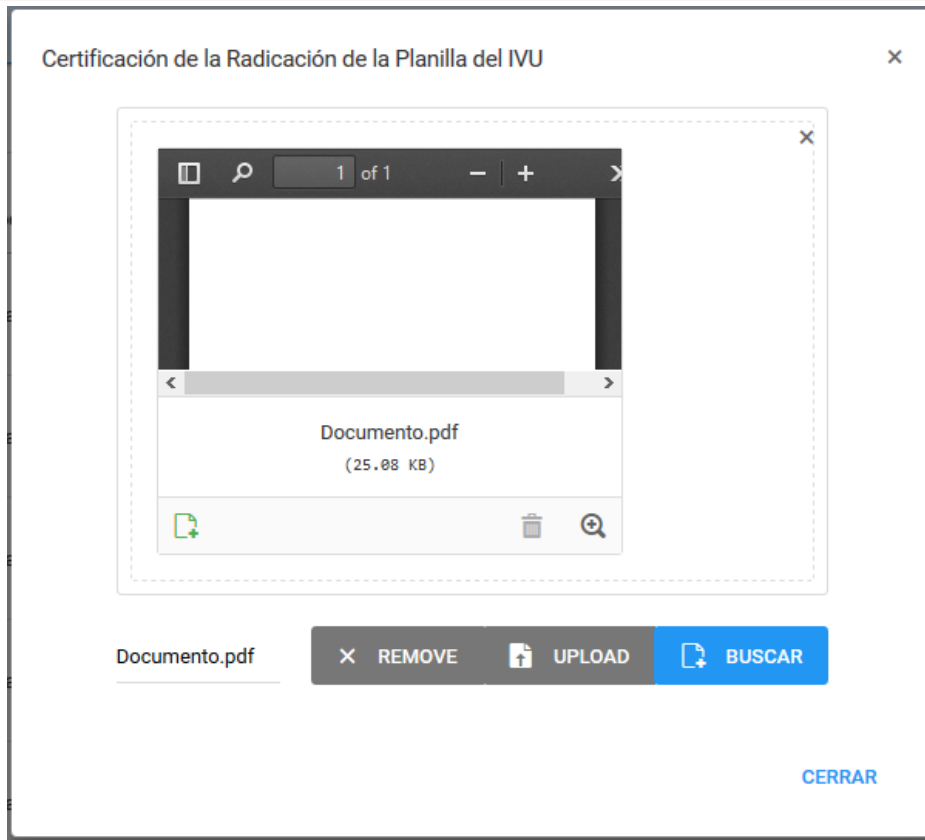 Certificación de la Radicación de la Planilla del IVU
1 of 1
Documento.pdf
(25.08 KB)
Documento.pdf
REMOVE
UPLOAD
BUSCAR
CERRAR